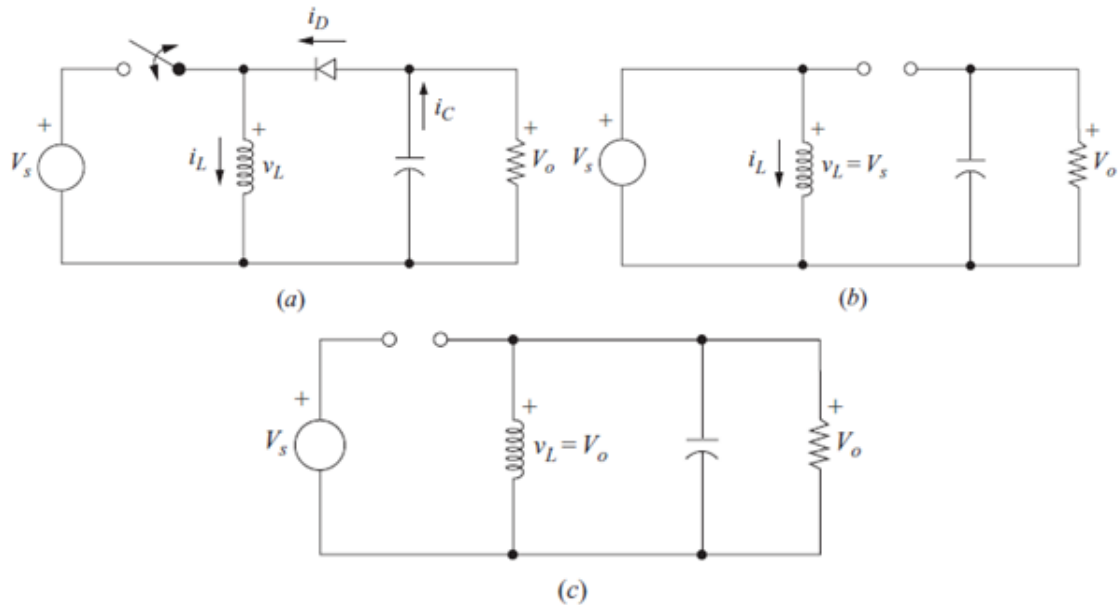 i_D
+
V_s
i_L
+
v_L
i_C
+
V_o
(a)
+
V_s
i_L
+
v_L = V_s
+
V_o
(b)
+
V_s
+
v_L = V_o
+
V_o
(c)